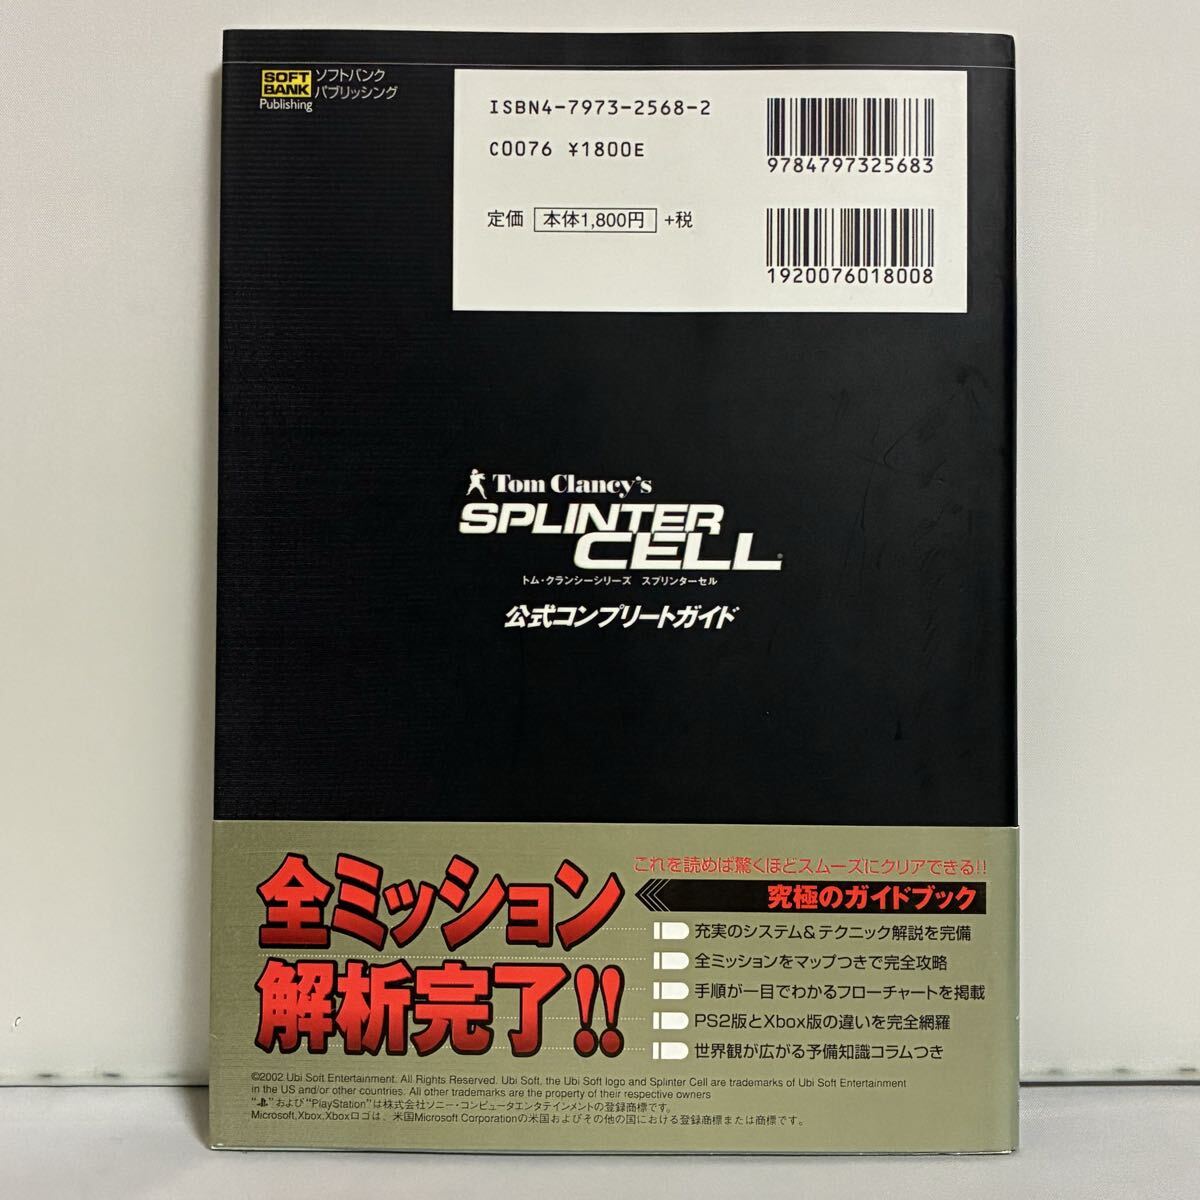 SOFT
BANK
Publishing
ソフトバンク
パブリッシング
ISBN4-7973-2568-2
C0076 ¥1800E
定価 本体1,800円 +税
9784797325683
1920076018008
Tom Clancy's
SPLINTER
CELL
トム・クランシーシリーズ スプリンターセル
公式コンプリートガイド
全ミッション
解析完了!!
これを読めば驚くほどスムーズにクリアできる!!
究極のガイドブック
充実のシステム&テクニック解説を完備
全ミッションをマップつきで完全攻略
手順が一目でわかるフローチャートを掲載
PS2版とXbox版の違いを完全網羅
世界観が広がる予備知識コラムつき
©2002 Ubi Soft Entertainment. All Rights Reserved. Ubi Soft, the Ubi Soft logo and Splinter Cell are trademarks of Ubi Soft Entertainment
in the US and/or other countries. All other trademarks are the property of their respective owners
" "および"PlayStation"は株式会社ソニー・コンピュータエンタテインメントの登録商標です。
Microsoft,Xbox,Xboxロゴは、米国Microsoft Corporationの米国およびその他の国における登録商標または商標です。